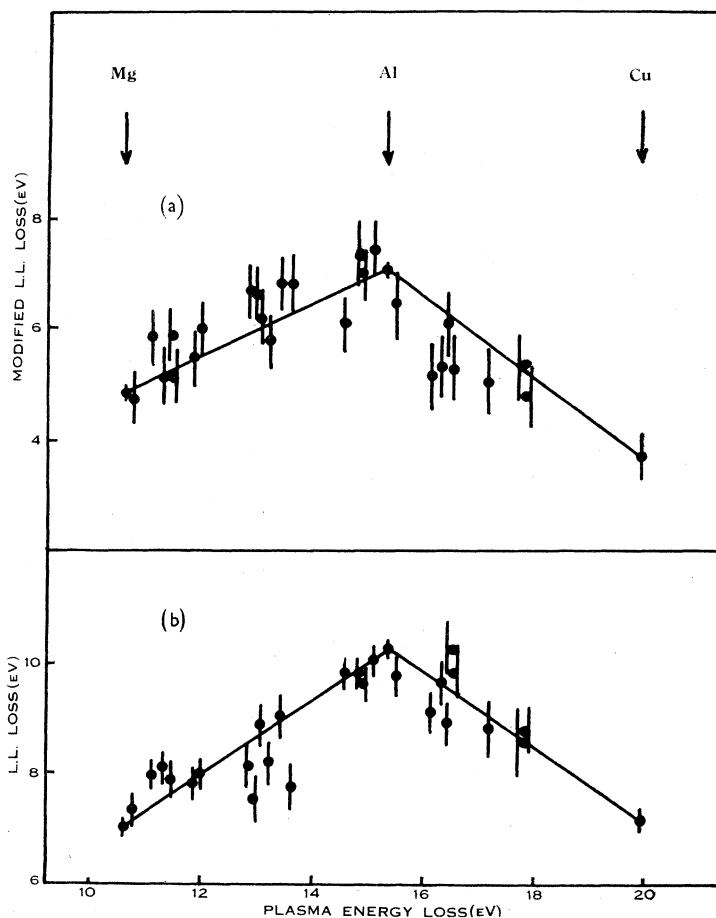 Mg Al Cu
(a)
MODIFIED L.L. LOSS(EV)
8
6
4
(b)
L.L. LOSS(EV)
10
8
6
10 12 14 16 18 20
PLASMA ENERGY LOSS(EV)